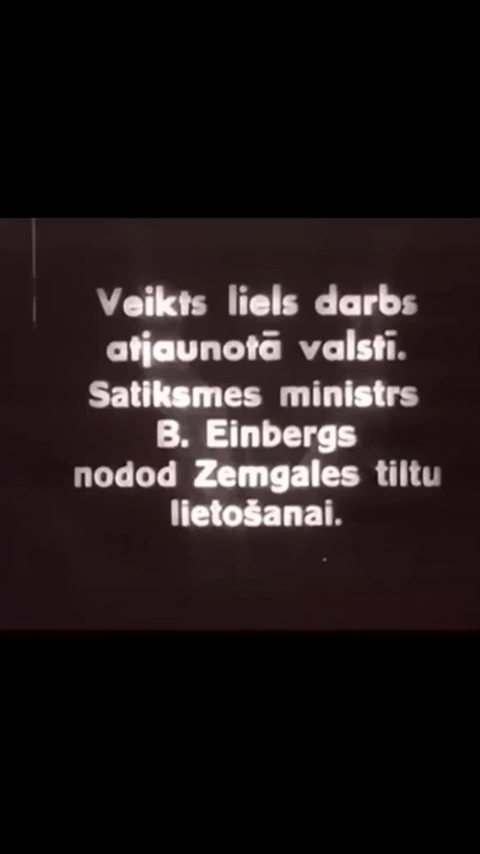 Veikts liels darbs
atjaunotā valstī.
Satiksmes ministrs
B. Einbergs
nodod Zemgales tiltu
lietošanai.